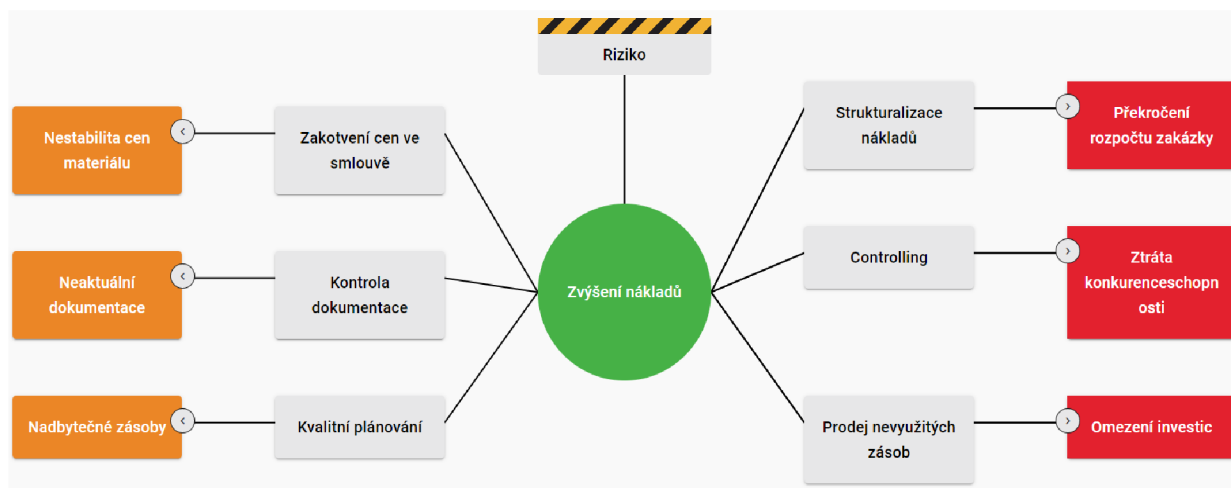 Riziko
Nestabilita cen
materiálu
Zakotvení cen ve
smlouvě
Strukturalizace
nákladů
Překročení
rozpočtu zakázky
Neaktuální
dokumentace
Kontrola
dokumentace
Zvýšení nákladů
Controlling
Ztráta
konkurenceschopn
osti
Nadbytečné zásoby
Kvalitní plánování
Prodej nevyužitých
zásob
Omezení investic